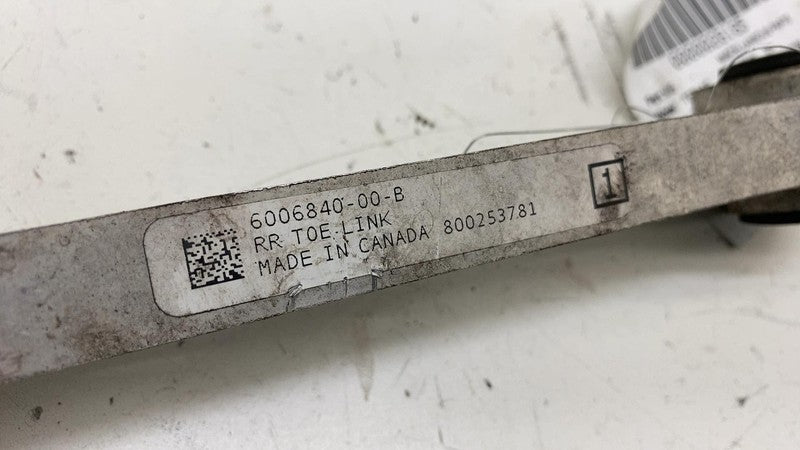 6006840-00-B
RR TOE LINK
MADE IN CANADA 800253781
1